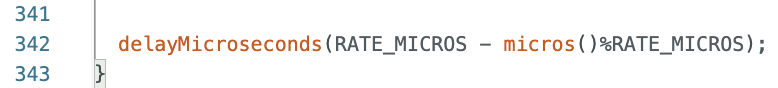 341
342 delayMicroseconds(RATE_MICROS - micros()%RATE_MICROS);
343 }